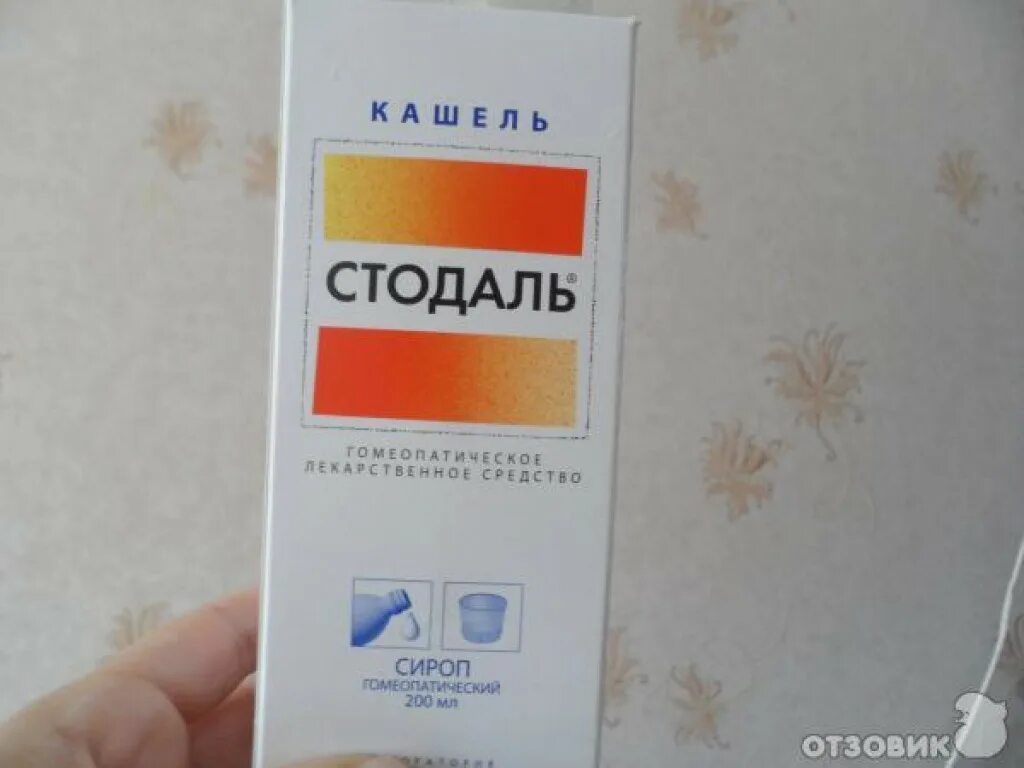 КАШЕЛЬ
СТОДАЛЬ®
ГОМЕОПАТИЧЕСКОЕ
ЛЕКАРСТВЕННОЕ СРЕДСТВО
СИРОП
ГОМЕОПАТИЧЕСКИЙ
200 мл
ОТЗОВИК